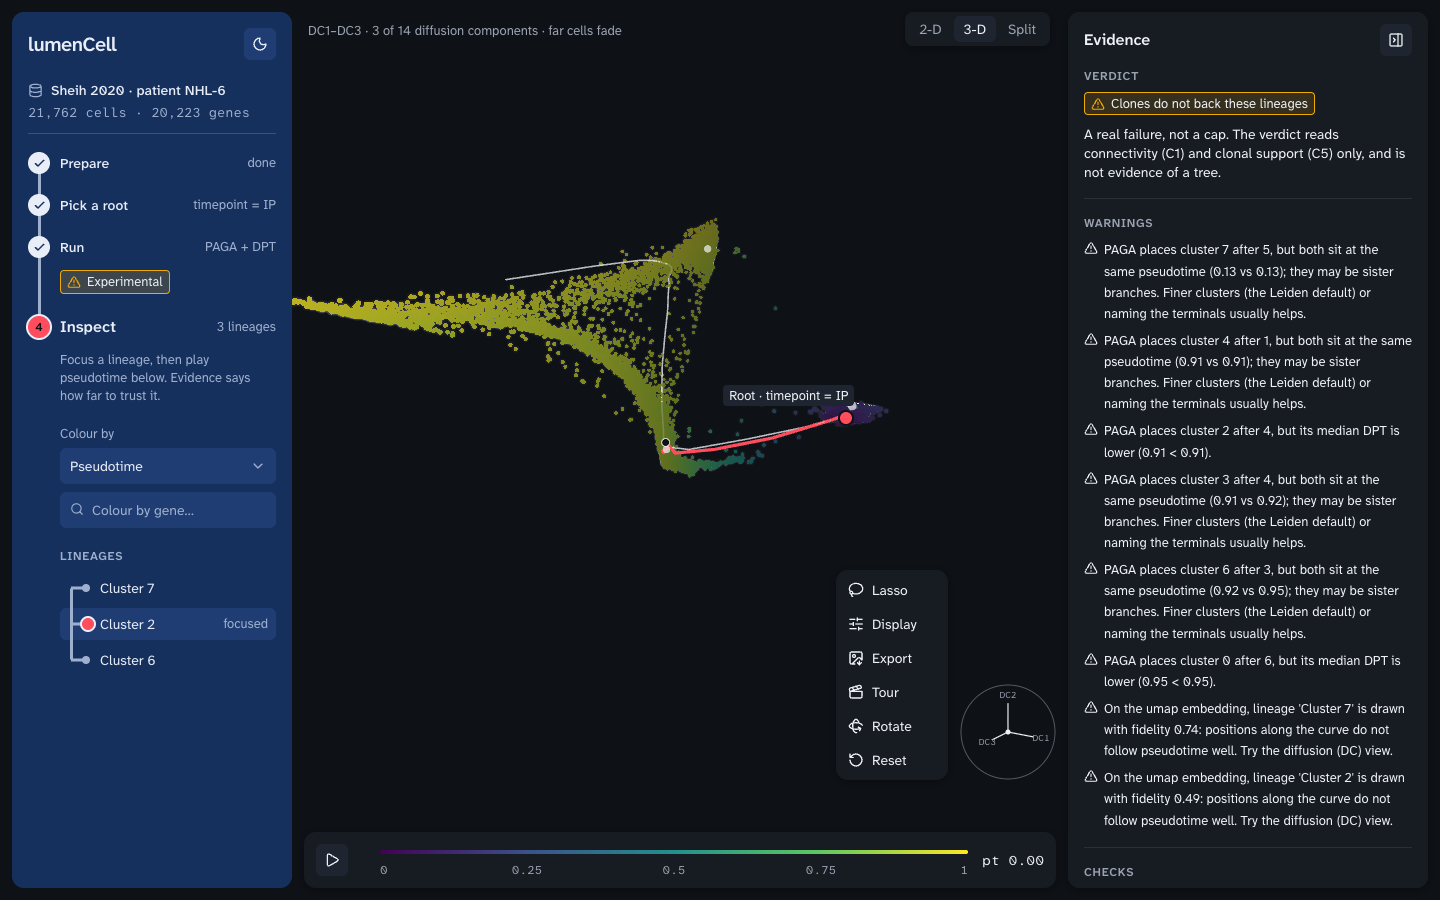 lumenCell
Sheih 2020 · patient NHL-6
21,762 cells · 20,223 genes
Prepare done
Pick a root timepoint = IP
Run PAGA + DPT
Experimental
4 Inspect 3 lineages
Focus a lineage, then play
pseudotime below. Evidence says
how far to trust it.
Colour by
Pseudotime
Colour by gene...
LINEAGES
Cluster 7
Cluster 2 focused
Cluster 6
DC1–DC3 · 3 of 14 diffusion components · far cells fade
2-D 3-D Split
Root · timepoint = IP
Lasso
Display
Export
Tour
Rotate
Reset
DC2
DC3
DC1
0 0.25 0.5 0.75 1
pt 0.00
Evidence
VERDICT
Clones do not back these lineages
A real failure, not a cap. The verdict reads
connectivity (C1) and clonal support (C5) only, and is
not evidence of a tree.
WARNINGS
PAGA places cluster 7 after 5, but both sit at the
same pseudotime (0.13 vs 0.13); they may be sister
branches. Finer clusters (the Leiden default) or
naming the terminals usually helps.
PAGA places cluster 4 after 1, but both sit at the same
pseudotime (0.91 vs 0.91); they may be sister
branches. Finer clusters (the Leiden default) or
naming the terminals usually helps.
PAGA places cluster 2 after 4, but its median DPT is
lower (0.91 < 0.91).
PAGA places cluster 3 after 4, but both sit at the
same pseudotime (0.91 vs 0.92); they may be sister
branches. Finer clusters (the Leiden default) or
naming the terminals usually helps.
PAGA places cluster 6 after 3, but both sit at the
same pseudotime (0.92 vs 0.95); they may be sister
branches. Finer clusters (the Leiden default) or
naming the terminals usually helps.
PAGA places cluster 0 after 6, but its median DPT is
lower (0.95 < 0.95).
On the umap embedding, lineage 'Cluster 7' is drawn
with fidelity 0.74: positions along the curve do not
follow pseudotime well. Try the diffusion (DC) view.
On the umap embedding, lineage 'Cluster 2' is drawn
with fidelity 0.49: positions along the curve do not
follow pseudotime well. Try the diffusion (DC) view.
CHECKS